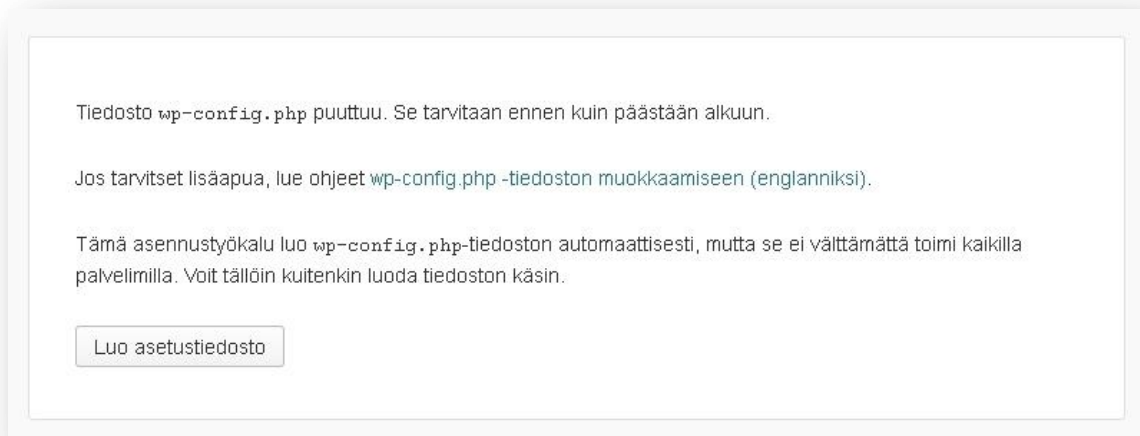 Tiedosto wp-config.php puuttuu. Se tarvitaan ennen kuin päästään alkuun.
Jos tarvitset lisäapua, lue ohjeet wp-config.php -tiedoston muokkaamiseen (englanniksi).
Tämä asennustyökalu luo wp-config.php-tiedoston automaattisesti, mutta se ei välttämättä toimi kaikilla
palvelimilla. Voit tällöin kuitenkin luoda tiedoston käsin.
Luo asetustiedosto